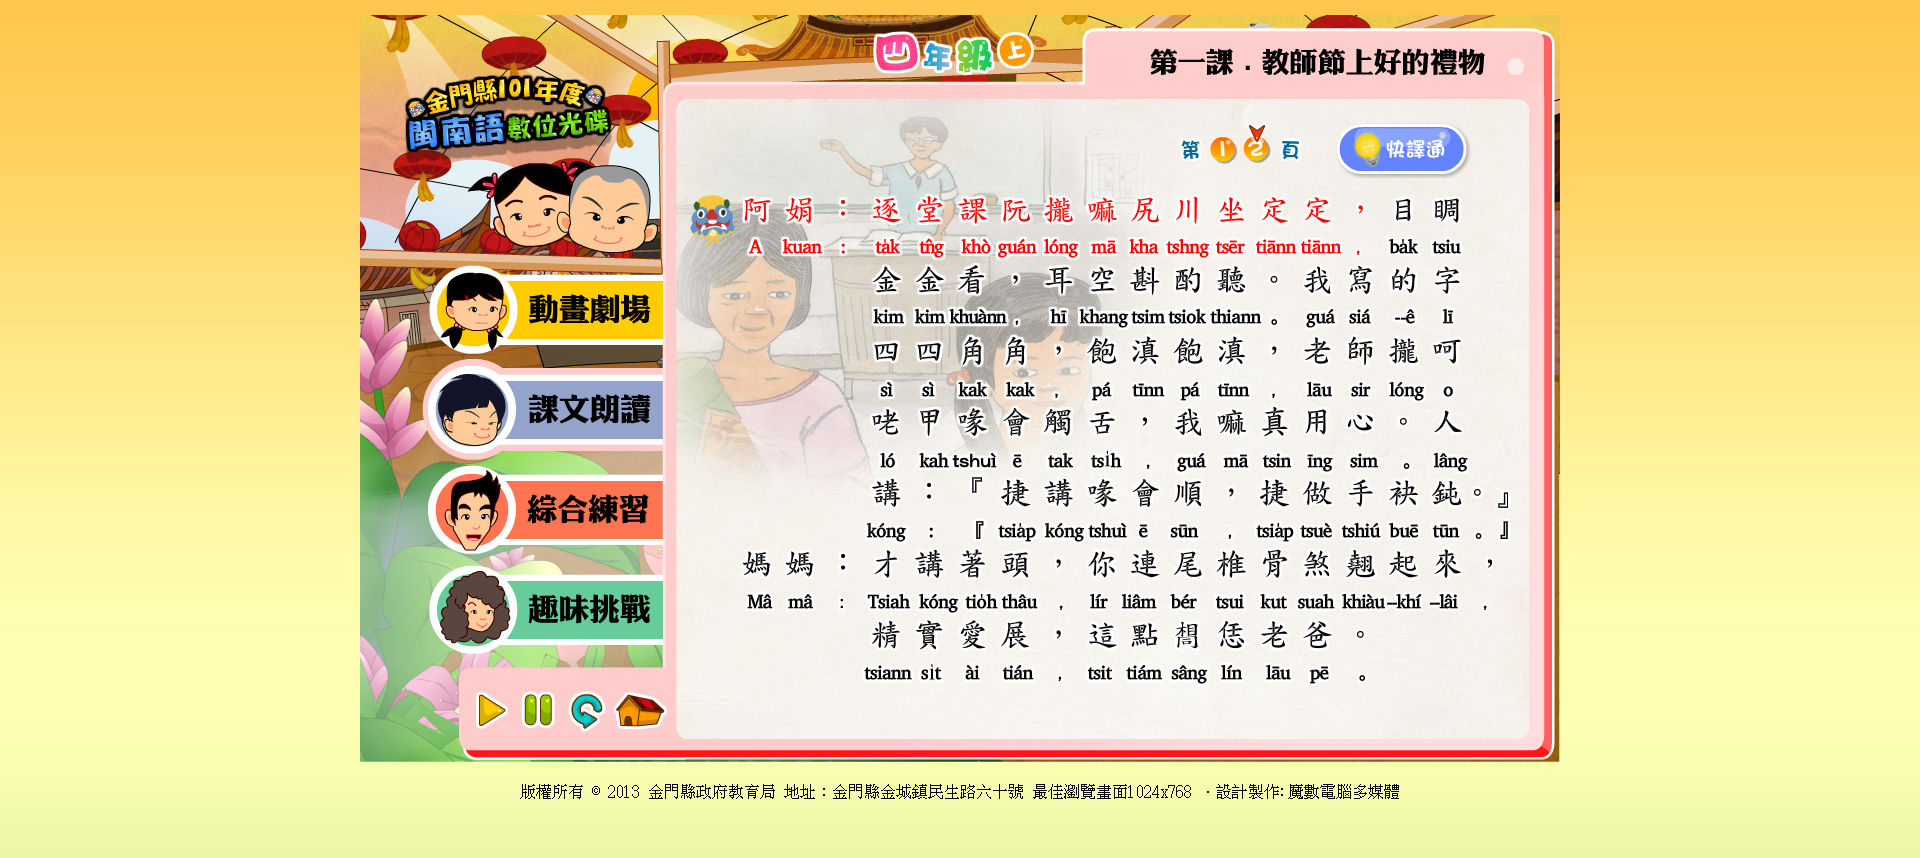 四年級 上
第一課．教師節上好的禮物
金門縣101年度
閩南語數位光碟
第 1 2 頁
快譯通
阿娟：逐堂課阮攏嘛尻川坐定定，目睭
A kuan : ta̍k tn̂g khò guán lóng mā kha tshng tsēr tiānn tiānn , ba̍k tsiu
金金看，耳空斟酌聽。我寫的字
kim kim khuànn , hī khang tsim tsiok thiann 。 guá siá --ê lī
四四角角，飽滇飽滇，老師攏呵
sì sì kak kak , pá tīnn pá tīnn , lāu sir lóng o
咾甲喙會觸舌，我嘛真用心。人
ló kah tshuì ē tak tsi̍h , guá mā tsin īng sim 。 lâng
講：『捷講喙會順，捷做手袂鈍。』
kóng : 『 tsia̍p kóng tshuì ē sūn , tsia̍p tsuè tshiú buē tūn 。 』
媽媽：才講著頭，你連尾椎骨煞翹起來，
Mâ mâ : Tsiah kóng tio̍h thâu , lír liâm bér tsui kut suah khiàu--khí --lâi ,
精實愛展，這點恁老爸。
tsiann si̍t ài tián , tsit tiám sâng lín lāu pē 。
動畫劇場
課文朗讀
綜合練習
趣味挑戰
版權所有 © 2013 金門縣政府教育局 地址：金門縣金城鎮民生路六十號 最佳瀏覽畫面1024x768 ．設計製作: 魔數電腦多媒體